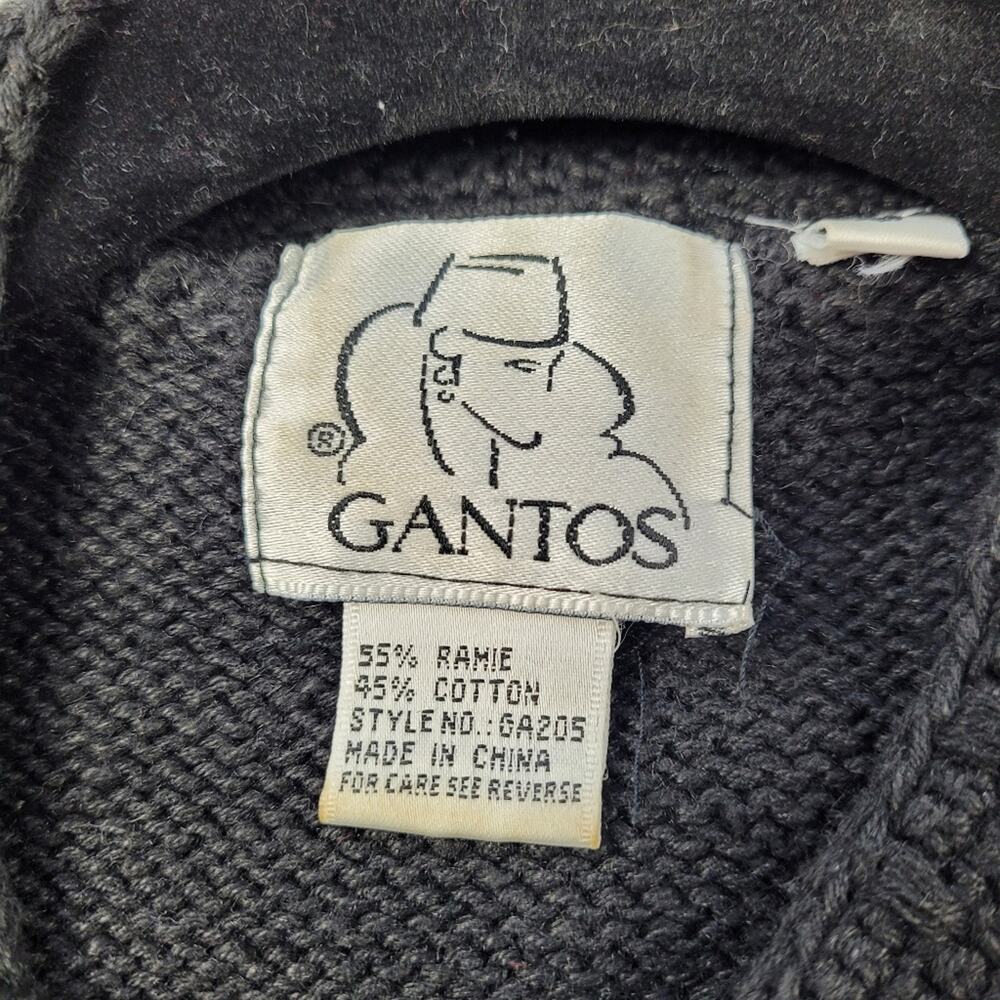 ®
GANTOS
55% RAMIE
45% COTTON
STYLE NO.: GA205
MADE IN CHINA
FOR CARE SEE REVERSE